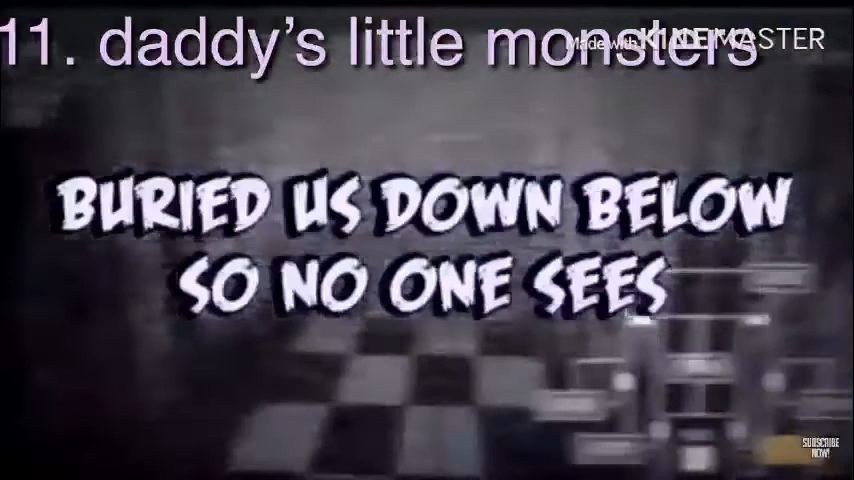 11. daddy's little monsters
Made with KINEMASTER
BURIED US DOWN BELOW
SO NO ONE SEES
SUBSCRIBE
NOW!